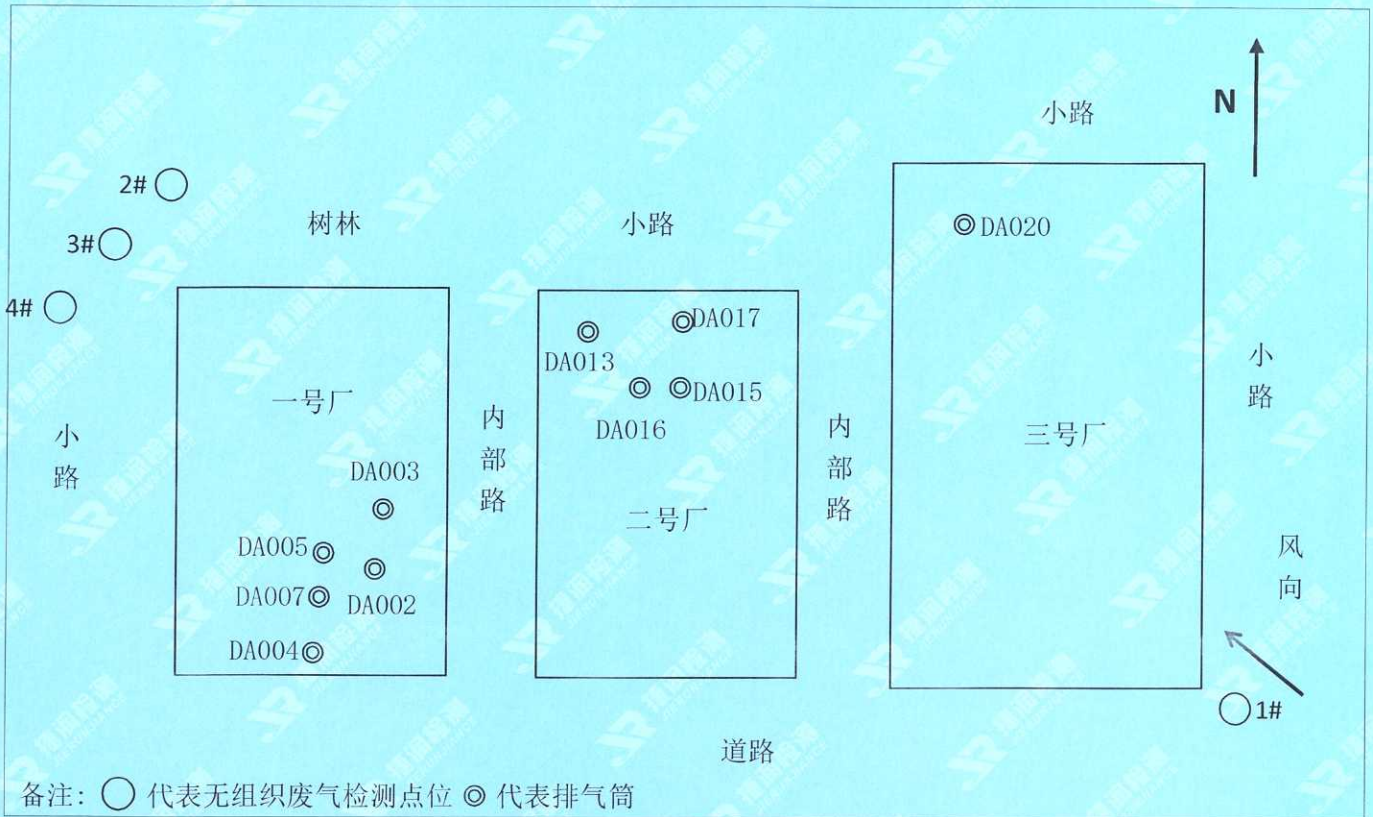 N
小路
2#
3#
树林
小路
DA020
4#
DA017
DA013
小路
一号厂
DA015
内部路
DA016
内部路
小路
三号厂
DA003
二号厂
DA005
风向
DA007
DA002
DA004
1#
道路
备注: 代表无组织废气检测点位 代表排气筒